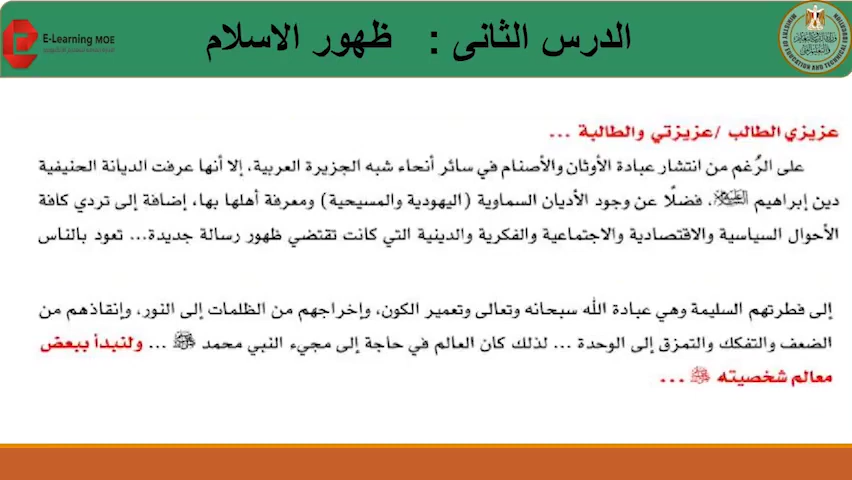 E-Learning MOE
الدرس الثانى : ظهور الاسلام
عزيزي الطالب /عزيزتي والطالبة ...
على الرُغم من انتشار عبادة الأوثان والأصنام في سائر أنحاء شبه الجزيرة العربية، إلا أنها عرفت الديانة الحنيفية
دين إبراهيم، فضلًا عن وجود الأديان السماوية (اليهودية والمسيحية) ومعرفة أهلها بها، إضافة إلى تردي كافة
الأحوال السياسية والاقتصادية والاجتماعية والفكرية والدينية التي كانت تقتضي ظهور رسالة جديدة... تعود بالناس
إلى فطرتهم السليمة وهي عبادة الله سبحانه وتعالى وتعمير الكون، وإخراجهم من الظلمات إلى النور، وإنقاذهم من
الضعف والتفكك والتمزق إلى الوحدة ... لذلك كان العالم في حاجة إلى مجيء النبي محمد ﷺ ... ولنبدأ ببعض
معالم شخصيته ﷺ ...